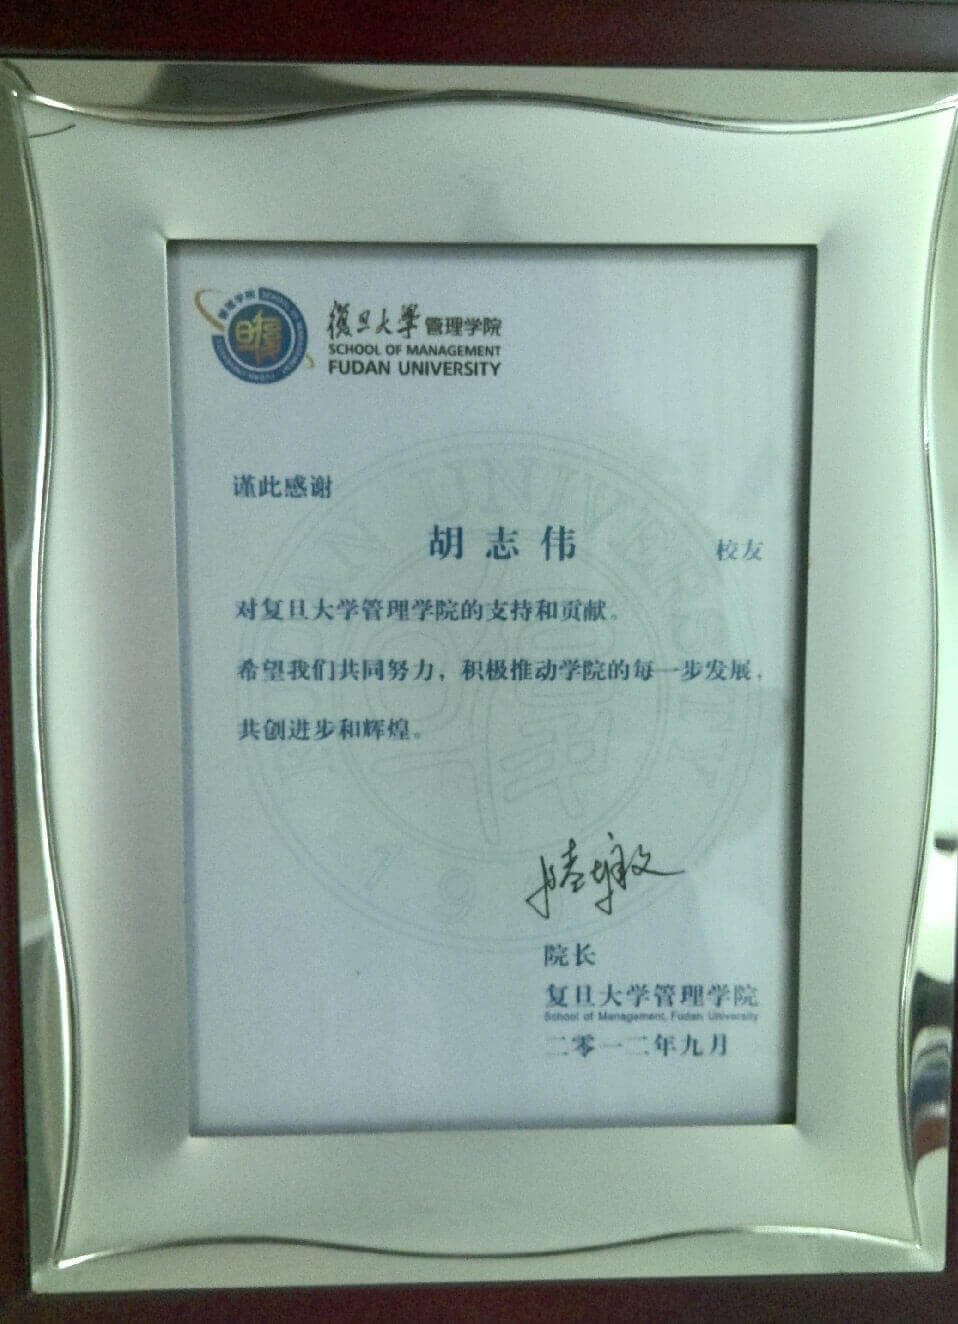 復旦大學管理学院
SCHOOL OF MANAGEMENT
FUDAN UNIVERSITY
谨此感谢
胡志伟 校友
对复旦大学管理学院的支持和贡献。
希望我们共同努力，积极推动学院的每一步发展，
共创进步和辉煌。
院长
复旦大学管理学院
School of Management, Fudan University
二零一二年九月